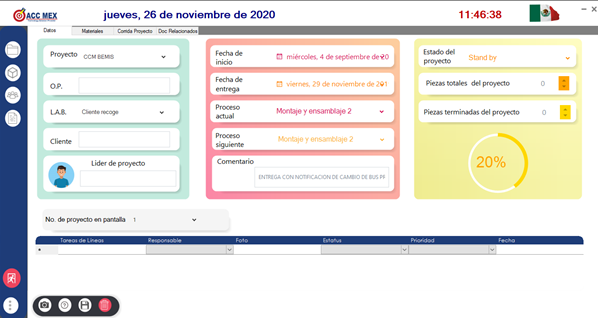 ACC MEX
jueves, 26 de noviembre de 2020
11:46:38
Datos
Materiales
Corrida Proyecto
Doc Relacionados
Proyecto
CCM BEMIS
O.P.
L.A.B.
Cliente recoge
Cliente
Lider de proyecto
Fecha de inicio
miércoles, 4 de septiembre de 20
Fecha de entrega
viernes, 29 de noviembre de 201
Proceso actual
Montaje y ensamblaje 2
Proceso siguiente
Montaje y ensamblaje 2
Comentario
ENTREGA CON NOTIFICACION DE CAMBIO DE BUS PF
Estado del proyecto
Stand by
Piezas totales del proyecto
0
Piezas terminadas del proyecto
0
20%
No. de proyecto en pantalla
1
Tareas de Líneas
Responsable
Foto
Estatus
Prioridad
Fecha